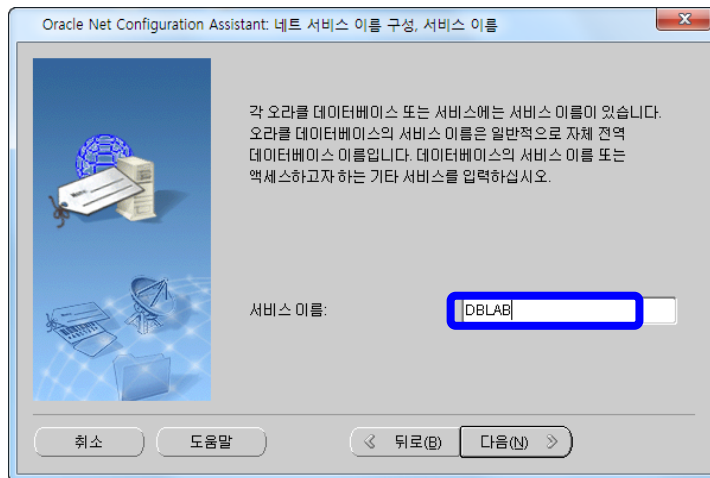 Oracle Net Configuration Assistant: 네트 서비스 이름 구성, 서비스 이름
각 오라클 데이터베이스 또는 서비스에는 서비스 이름이 있습니다.
오라클 데이터베이스의 서비스 이름은 일반적으로 자체 전역
데이터베이스 이름입니다. 데이터베이스의 서비스 이름 또는
액세스하고자 하는 기타 서비스를 입력하십시오.
서비스 이름:
DBLAB
취소
도움말
뒤로(B)
다음(N)